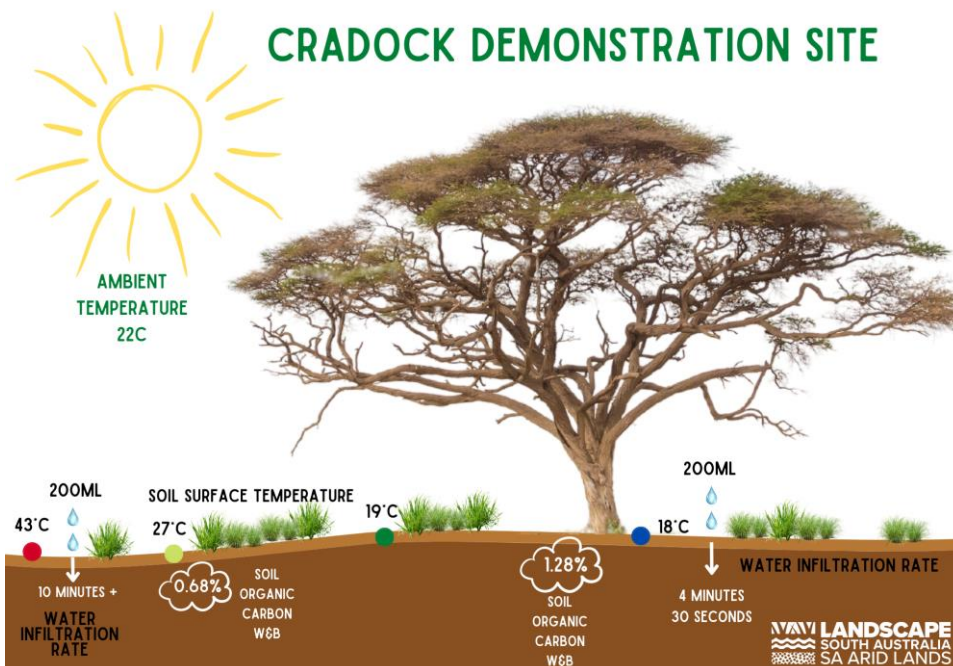 CRADOCK DEMONSTRATION SITE
AMBIENT
TEMPERATURE
22C
200ML
SOIL SURFACE TEMPERATURE
43°C
27°C
19°C
200ML
18°C
10 MINUTES +
WATER
INFILTRATION
RATE
0.68%
SOIL
ORGANIC
CARBON
W&B
1.28%
SOIL
ORGANIC
CARBON
W&B
WATER INFILTRATION RATE
4 MINUTES
30 SECONDS
LANDSCAPE
SOUTH AUSTRALIA
SA ARID LANDS